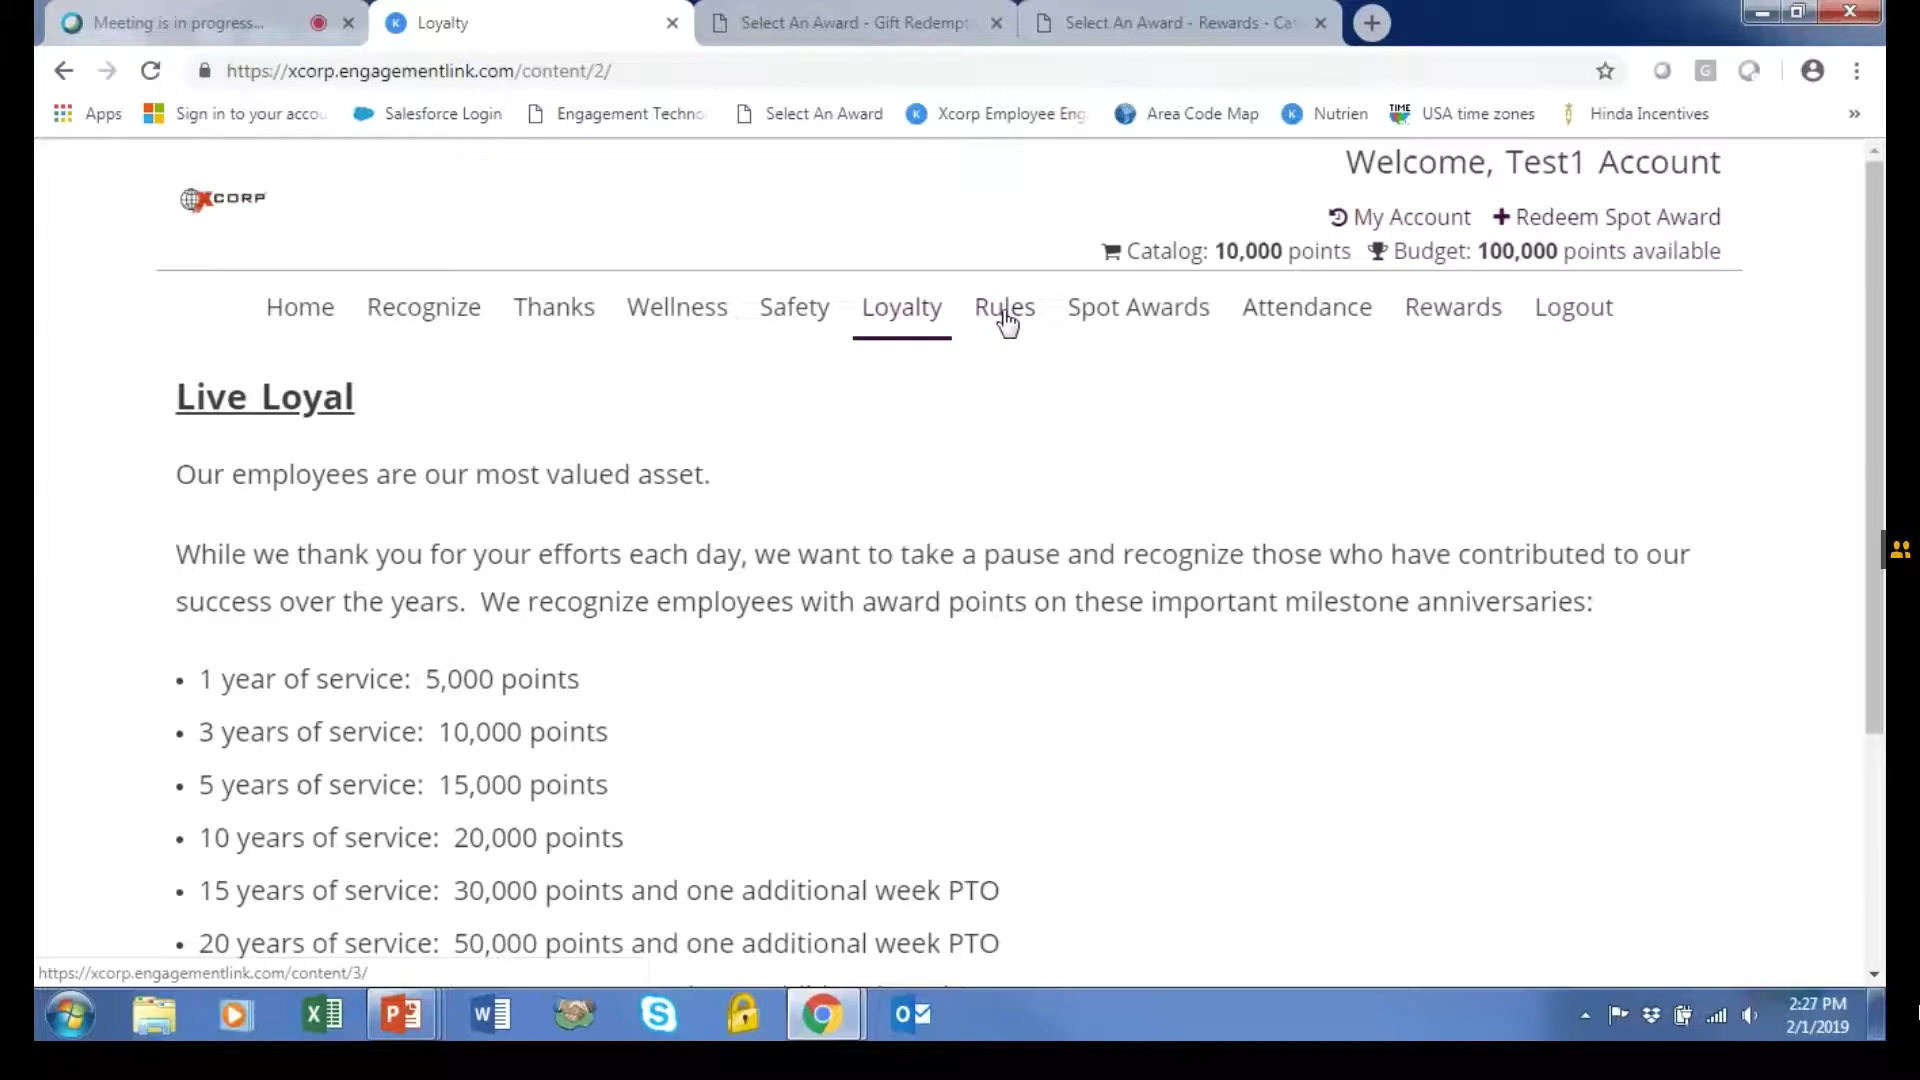 Meeting is in progress...
Loyalty
Select An Award - Gift Redempt
Select An Award - Rewards - Ca
https://xcorp.engagementlink.com/content/2/
Apps
Sign in to your accou
Salesforce Login
Engagement Techno
Select An Award
Xcorp Employee Eng
Area Code Map
Nutrien
TIME
USA time zones
Hinda Incentives
»
Welcome, Test1 Account
XCORP
My Account
Redeem Spot Award
Catalog: 10,000 points
Budget: 100,000 points available
Home
Recognize
Thanks
Wellness
Safety
Loyalty
Rules
Spot Awards
Attendance
Rewards
Logout
Live Loyal
Our employees are our most valued asset.
While we thank you for your efforts each day, we want to take a pause and recognize those who have contributed to our
success over the years. We recognize employees with award points on these important milestone anniversaries:
• 1 year of service: 5,000 points
• 3 years of service: 10,000 points
• 5 years of service: 15,000 points
• 10 years of service: 20,000 points
• 15 years of service: 30,000 points and one additional week PTO
• 20 years of service: 50,000 points and one additional week PTO
https://xcorp.engagementlink.com/content/3/
2:27 PM
2/1/2019